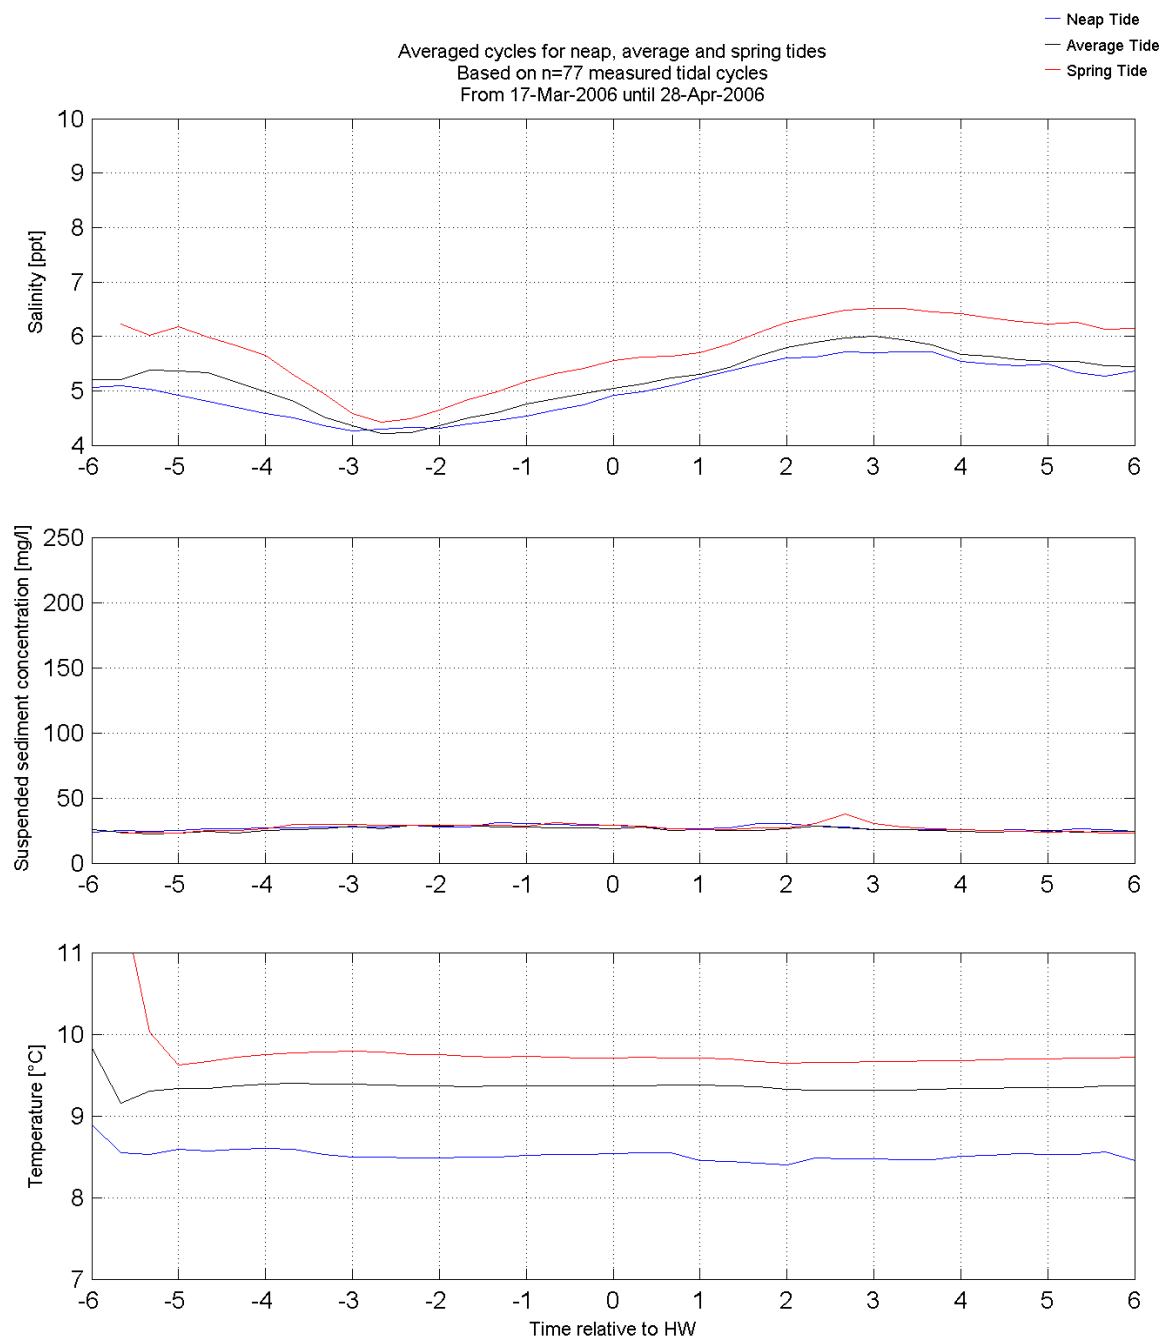 Neap Tide
Average Tide
Spring Tide
Averaged cycles for neap, average and spring tides
Based on n=77 measured tidal cycles
From 17-Mar-2006 until 28-Apr-2006
10
9
8
7
6
5
4
Salinity [ppt]
-6 -5 -4 -3 -2 -1 0 1 2 3 4 5 6
250
200
150
100
50
0
Suspended sediment concentration [mg/l]
-6 -5 -4 -3 -2 -1 0 1 2 3 4 5 6
11
10
9
8
7
Temperature [°C]
-6 -5 -4 -3 -2 -1 0 1 2 3 4 5 6
Time relative to HW